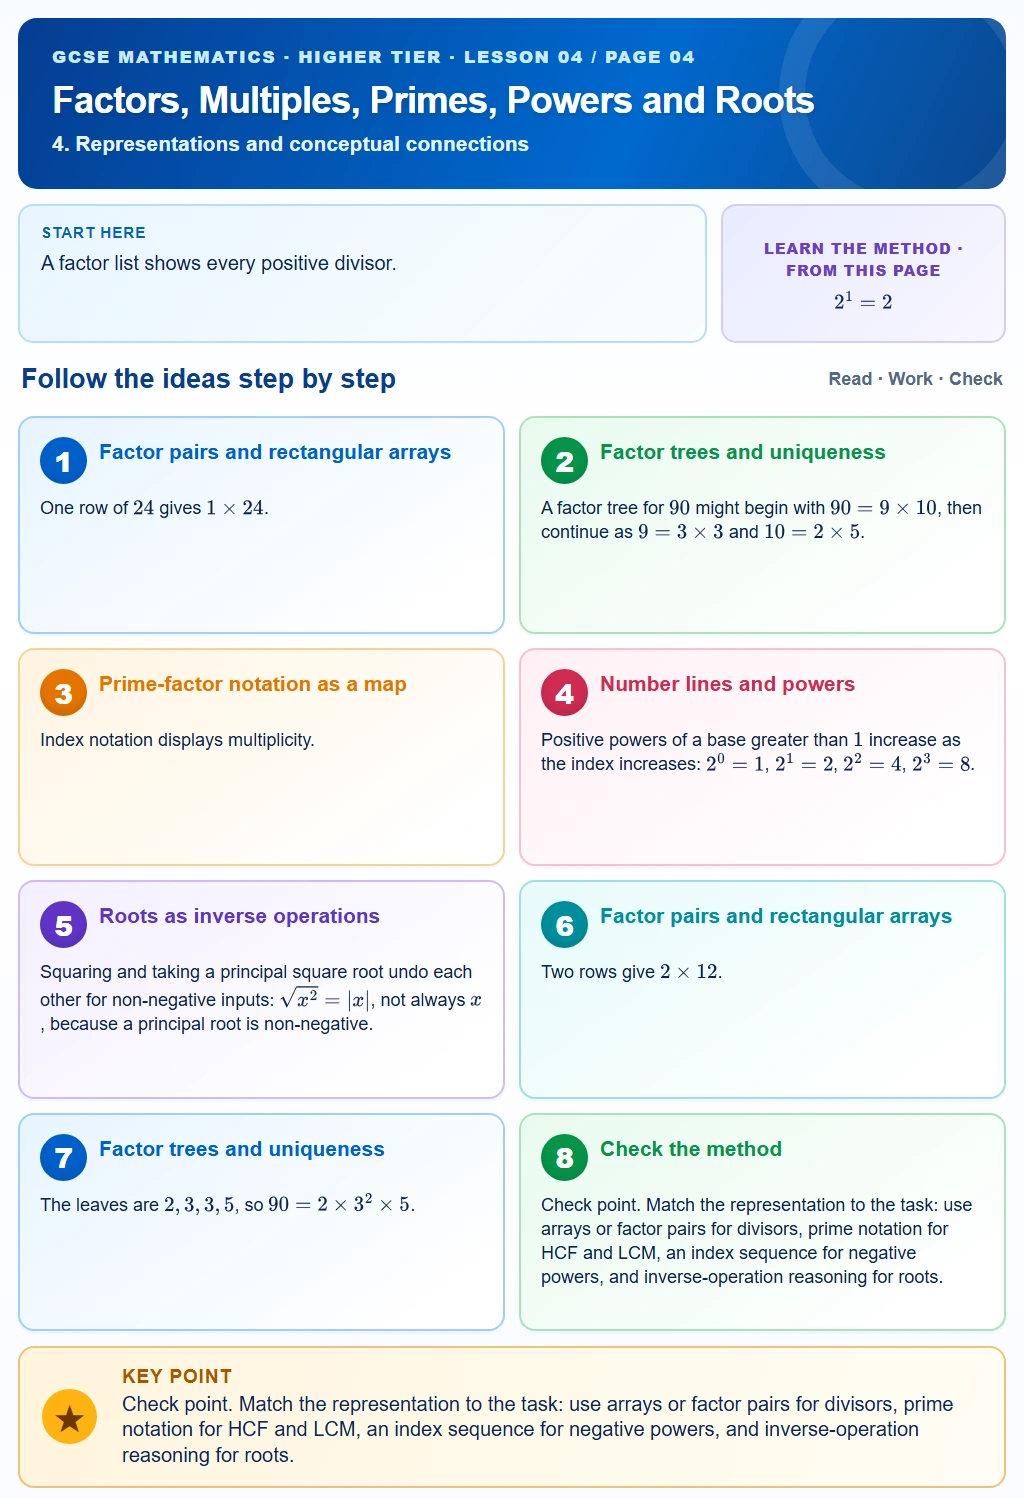 GCSE MATHEMATICS · HIGHER TIER · LESSON 04 / PAGE 04
Factors, Multiples, Primes, Powers and Roots
4. Representations and conceptual connections
START HERE
A factor list shows every positive divisor.
LEARN THE METHOD ·
FROM THIS PAGE
2¹ = 2
Follow the ideas step by step
Read · Work · Check
1
Factor pairs and rectangular arrays
One row of 24 gives 1 × 24.
2
Factor trees and uniqueness
A factor tree for 90 might begin with 90 = 9 × 10, then
continue as 9 = 3 × 3 and 10 = 2 × 5.
3
Prime-factor notation as a map
Index notation displays multiplicity.
4
Number lines and powers
Positive powers of a base greater than 1 increase as
the index increases: 2⁰ = 1, 2¹ = 2, 2² = 4, 2³ = 8.
5
Roots as inverse operations
Squaring and taking a principal square root undo each
other for non-negative inputs: √x² = |x|, not always x
, because a principal root is non-negative.
6
Factor pairs and rectangular arrays
Two rows give 2 × 12.
7
Factor trees and uniqueness
The leaves are 2, 3, 3, 5, so 90 = 2 × 3² × 5.
8
Check the method
Check point. Match the representation to the task: use
arrays or factor pairs for divisors, prime notation for
HCF and LCM, an index sequence for negative
powers, and inverse-operation reasoning for roots.
KEY POINT
Check point. Match the representation to the task: use arrays or factor pairs for divisors, prime
notation for HCF and LCM, an index sequence for negative powers, and inverse-operation
reasoning for roots.